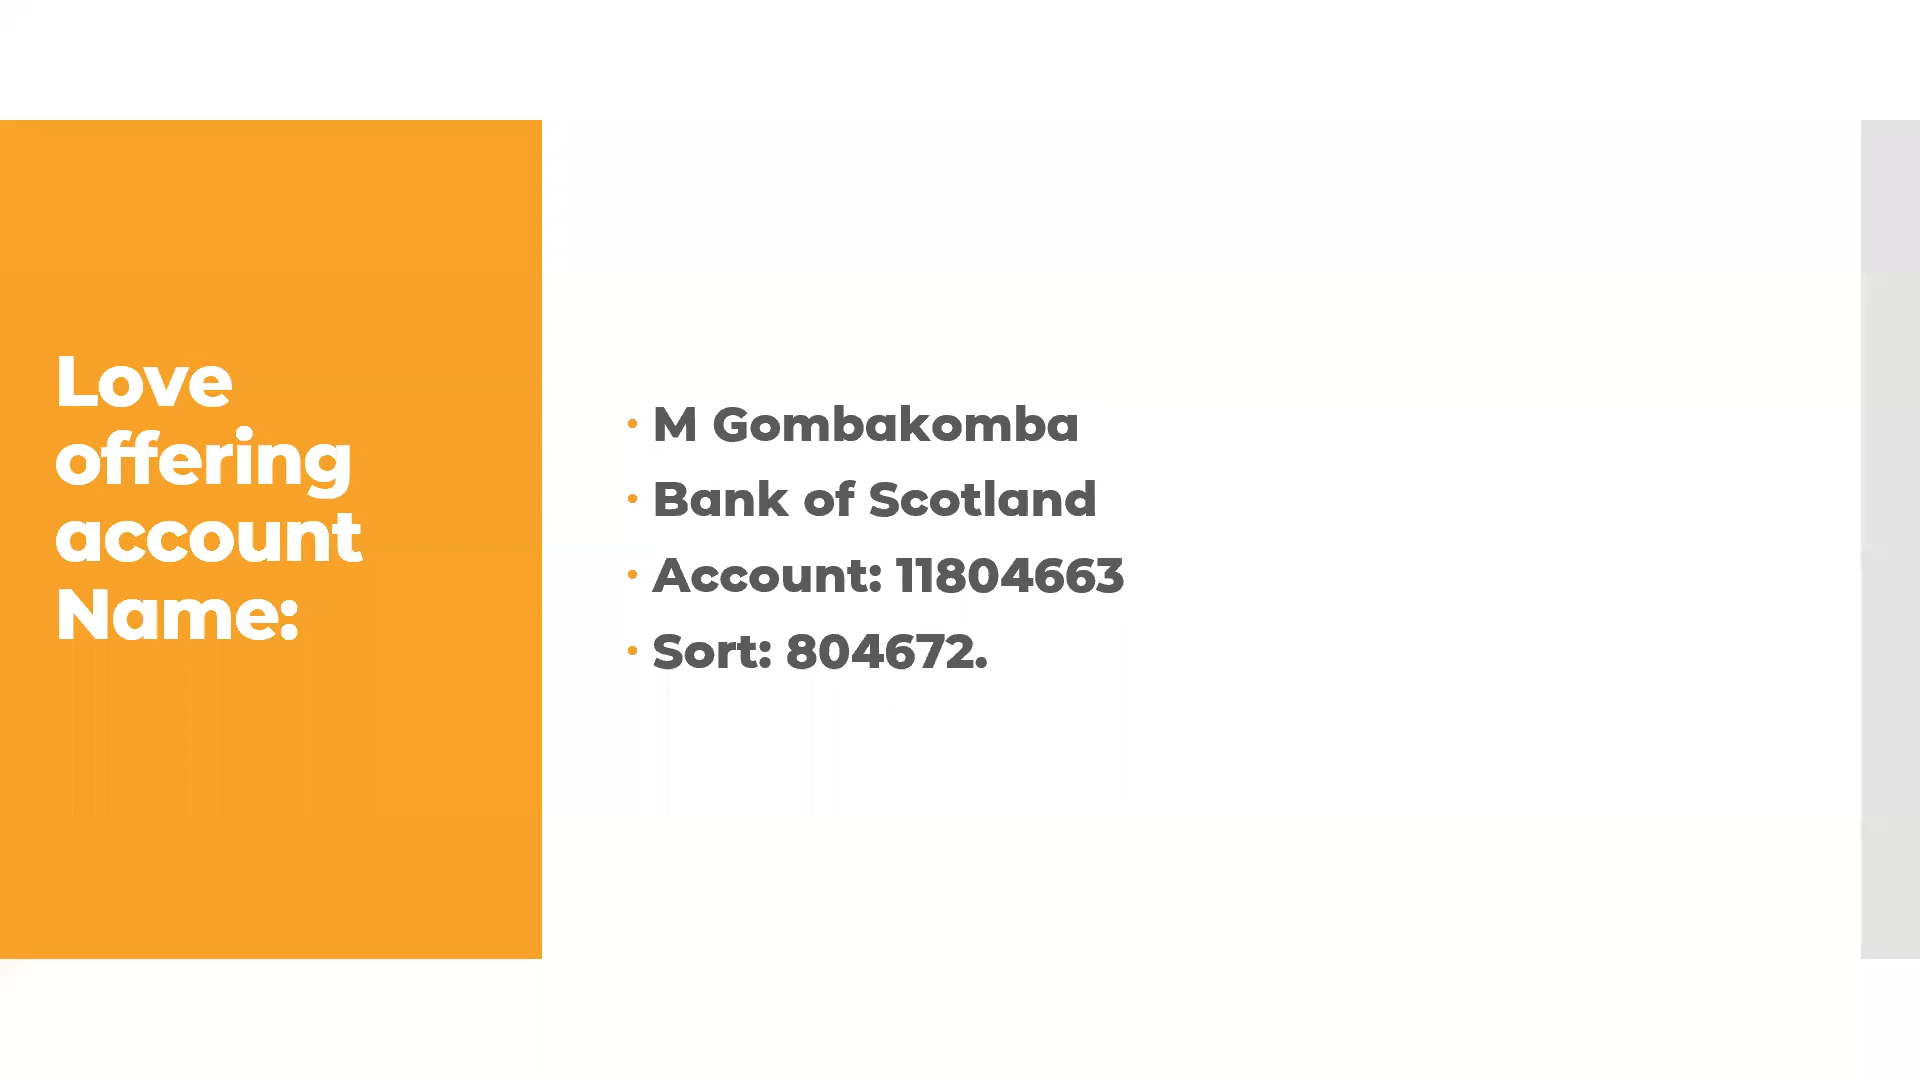 Love
offering
account
Name:
• M Gombakomba
• Bank of Scotland
• Account: 11804663
• Sort: 804672.